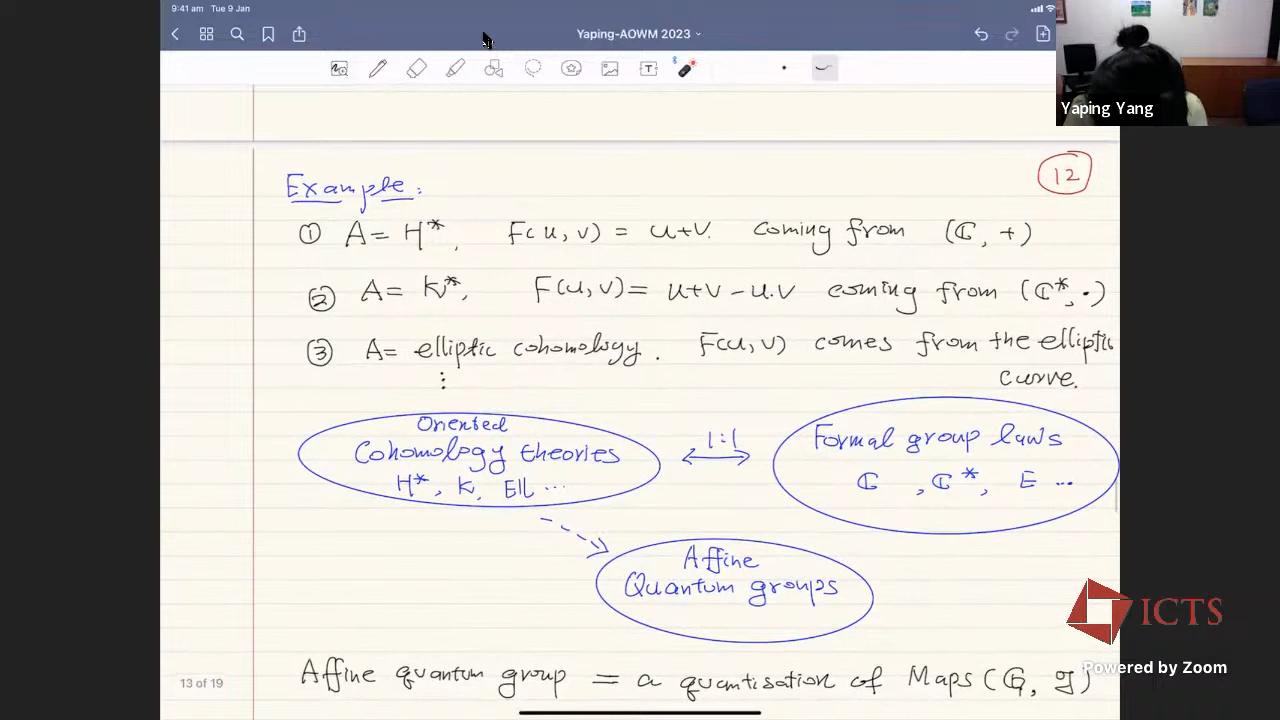 9:41 am Tue 9 Jan
Yaping-AOWM 2023
Yaping Yang
12
Example:
① A = H*, F(u, v) = u+v. coming from (ℂ, +)
② A = K*, F(u, v) = u+v - u.v coming from (ℂ*, ·)
③ A = elliptic cohomology. F(u, v) comes from the elliptic
⋮ curve.
Oriented
Cohomology theories
H*, K, Ell ...
1:1
Formal group laws
ℂ, ℂ*, E ...
Affine
Quantum groups
Affine quantum group = a quantisation of Maps (𝔾, 𝔤)
13 of 19
ICTS
Powered by Zoom